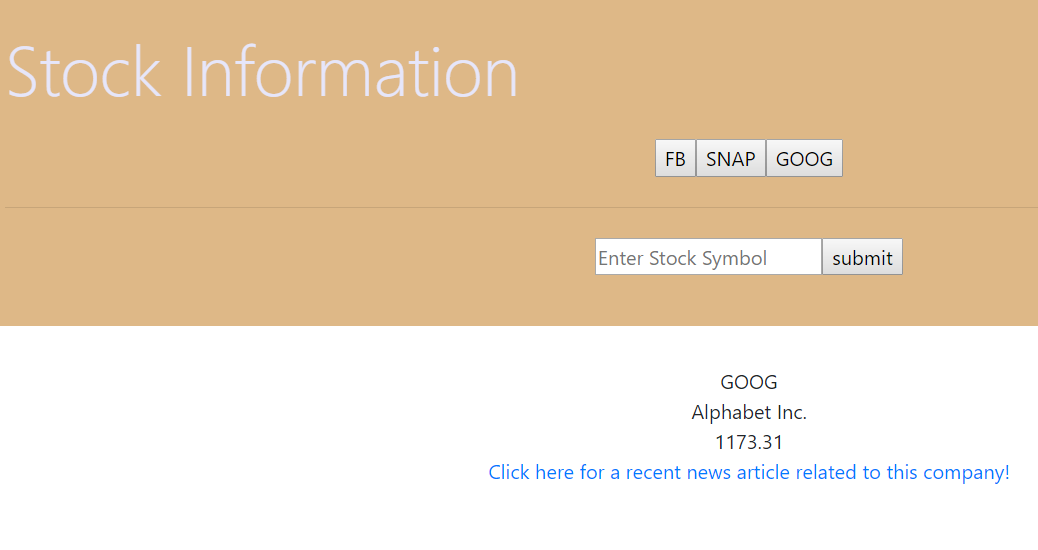 Stock Information
FB SNAP GOOG
Enter Stock Symbol submit
GOOG
Alphabet Inc.
1173.31
Click here for a recent news article related to this company!